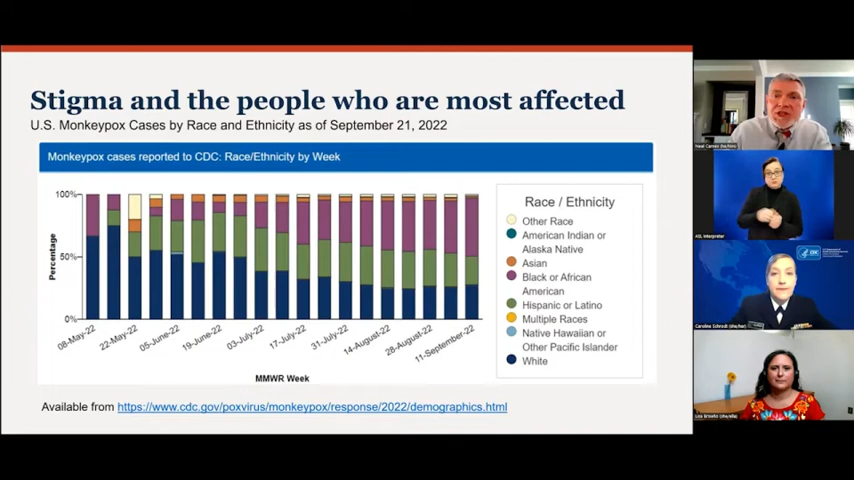 Stigma and the people who are most affected
U.S. Monkeypox Cases by Race and Ethnicity as of September 21, 2022
Monkeypox cases reported to CDC: Race/Ethnicity by Week
100%
50%
0%
Percentage
08-May-22
22-May-22
05-June-22
19-June-22
03-July-22
17-July-22
31-July-22
14-August-22
28-August-22
11-September-22
MMWR Week
Race / Ethnicity
Other Race
American Indian or
Alaska Native
Asian
Black or African
American
Hispanic or Latino
Multiple Races
Native Hawaiian or
Other Pacific Islander
White
Available from https://www.cdc.gov/poxvirus/monkeypox/response/2022/demographics.html
ASL Interpreter
CDC